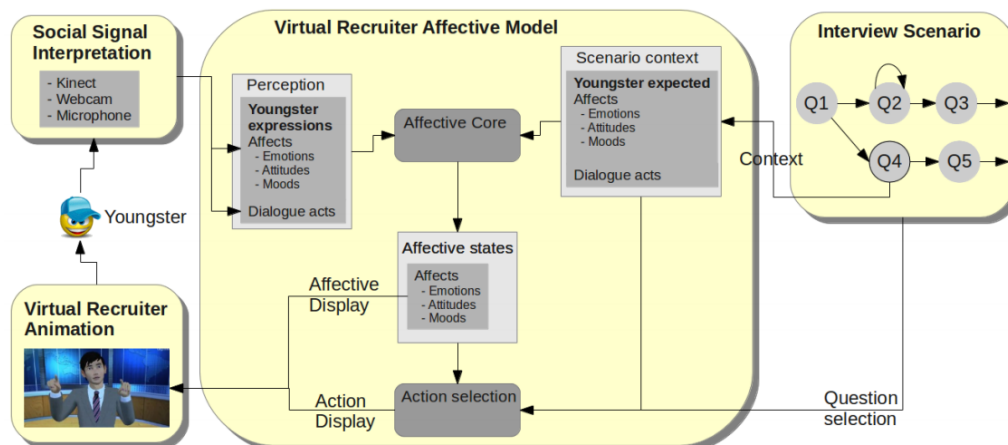 Social Signal
Interpretation
- Kinect
- Webcam
- Microphone
Youngster
Virtual Recruiter
Animation
Virtual Recruiter Affective Model
Perception
Youngster
expressions
Affects
- Emotions
- Attitudes
- Moods
Dialogue acts
Affective Core
Scenario context
Youngster expected
Affects
- Emotions
- Attitudes
- Moods
Dialogue acts
Affective states
Affects
- Emotions
- Attitudes
- Moods
Affective
Display
Action
Display
Action selection
Interview Scenario
Q1
Q2
Q3
Q4
Q5
Context
Question
selection